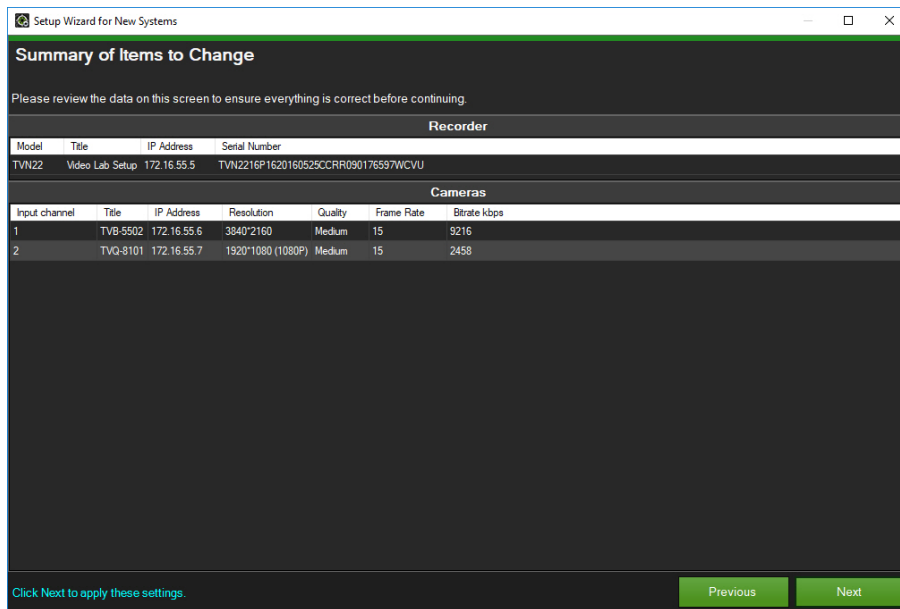 Setup Wizard for New Systems
Summary of Items to Change
Please review the data on this screen to ensure everything is correct before continuing.
Recorder
Model Title IP Address Serial Number
TVN22 Video Lab Setup 172.16.55.5 TVN2216P1620160525CCRR090176597WCVU
Cameras
Input channel Title IP Address Resolution Quality Frame Rate Bitrate kbps
1 TVB-5502 172.16.55.6 3840*2160 Medium 15 9216
2 TVQ-8101 172.16.55.7 1920*1080 (1080P) Medium 15 2458
Click Next to apply these settings. Previous Next